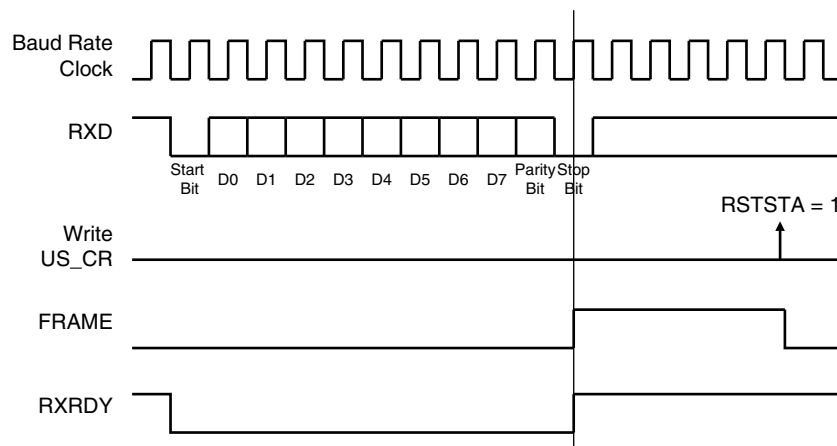 Baud Rate
Clock
RXD
Start
Bit
D0 D1 D2 D3 D4 D5 D6 D7
Parity
Bit
Stop
Bit
RSTSTA = 1
Write
US_CR
FRAME
RXRDY